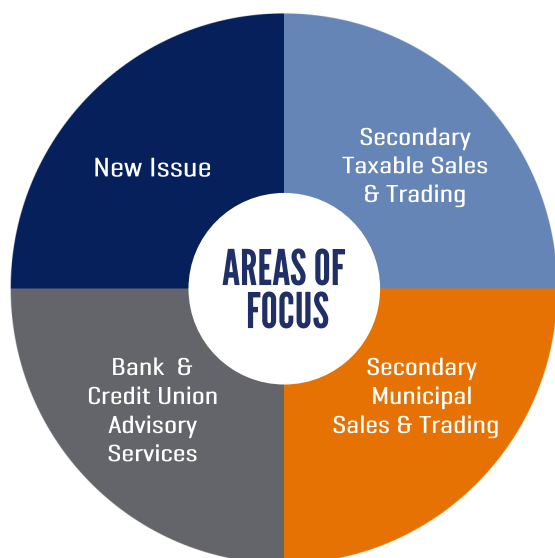 New Issue
Secondary
Taxable Sales
& Trading
AREAS OF
FOCUS
Bank & 
Credit Union
Advisory
Services
Secondary
Municipal
Sales & Trading